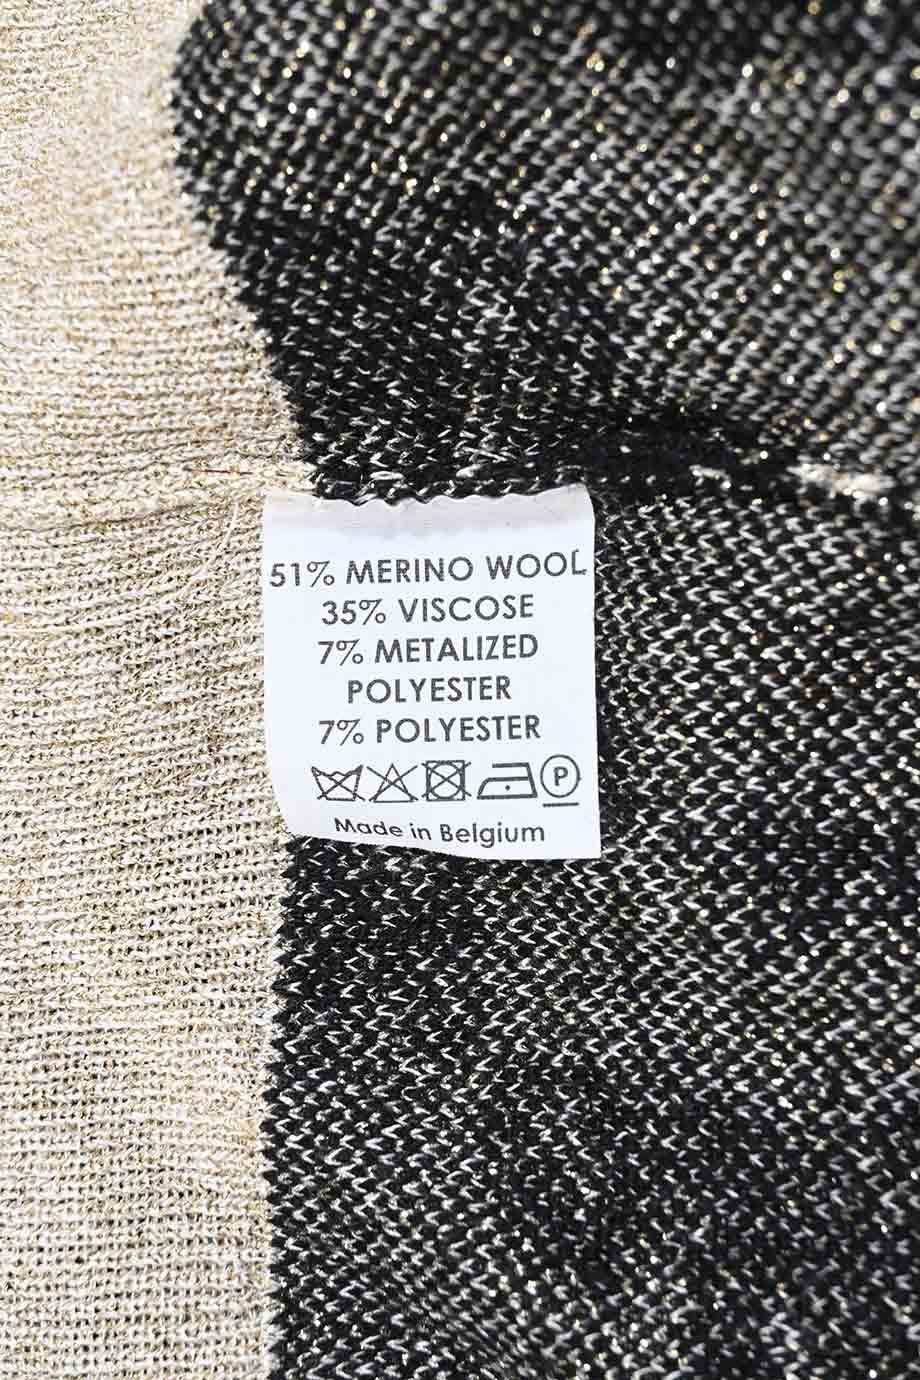 51% MERINO WOOL
35% VISCOSE
7% METALIZED
POLYESTER
7% POLYESTER
P
Made in Belgium